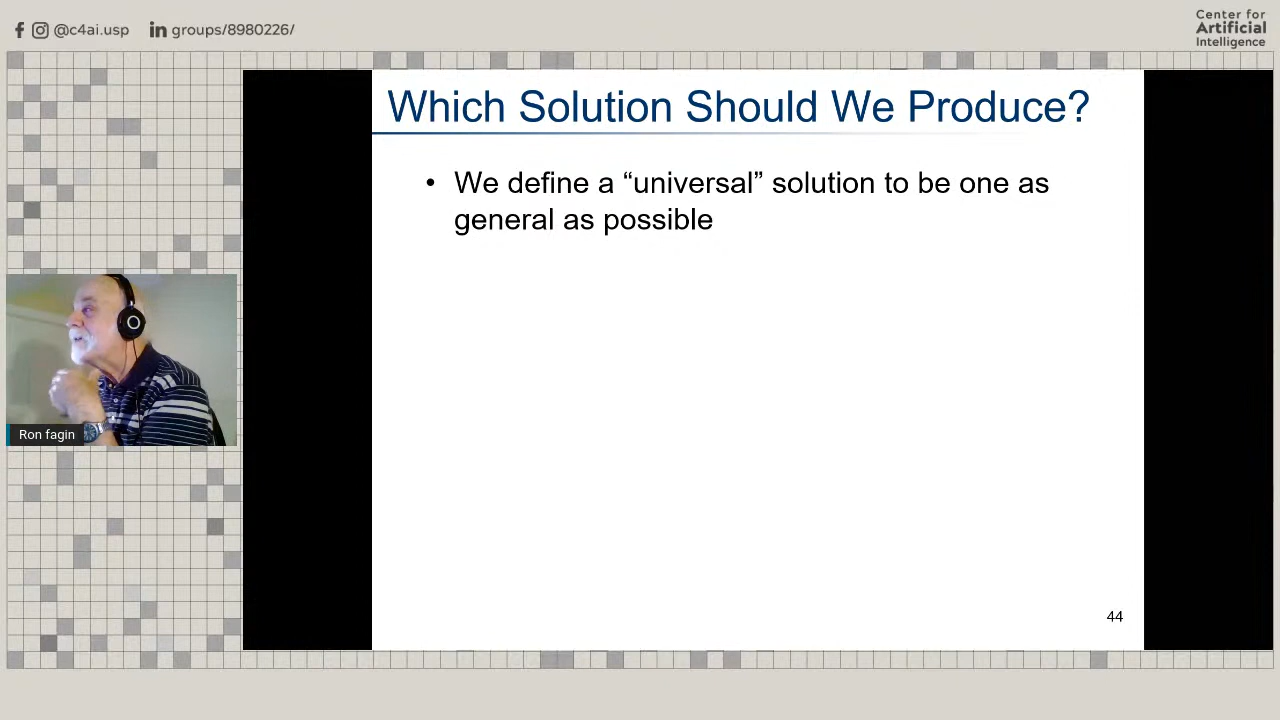 @c4ai.usp in groups/8980226/
Center for
Artificial
Intelligence
Which Solution Should We Produce?
• We define a “universal” solution to be one as
general as possible
Ron fagin
44